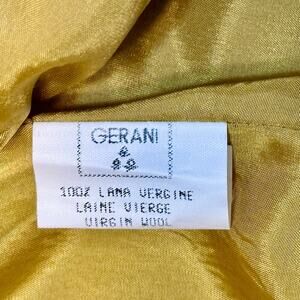 GERANI
100% LANA VERGINE
LAINE VIERGE
VIRGIN WOOL